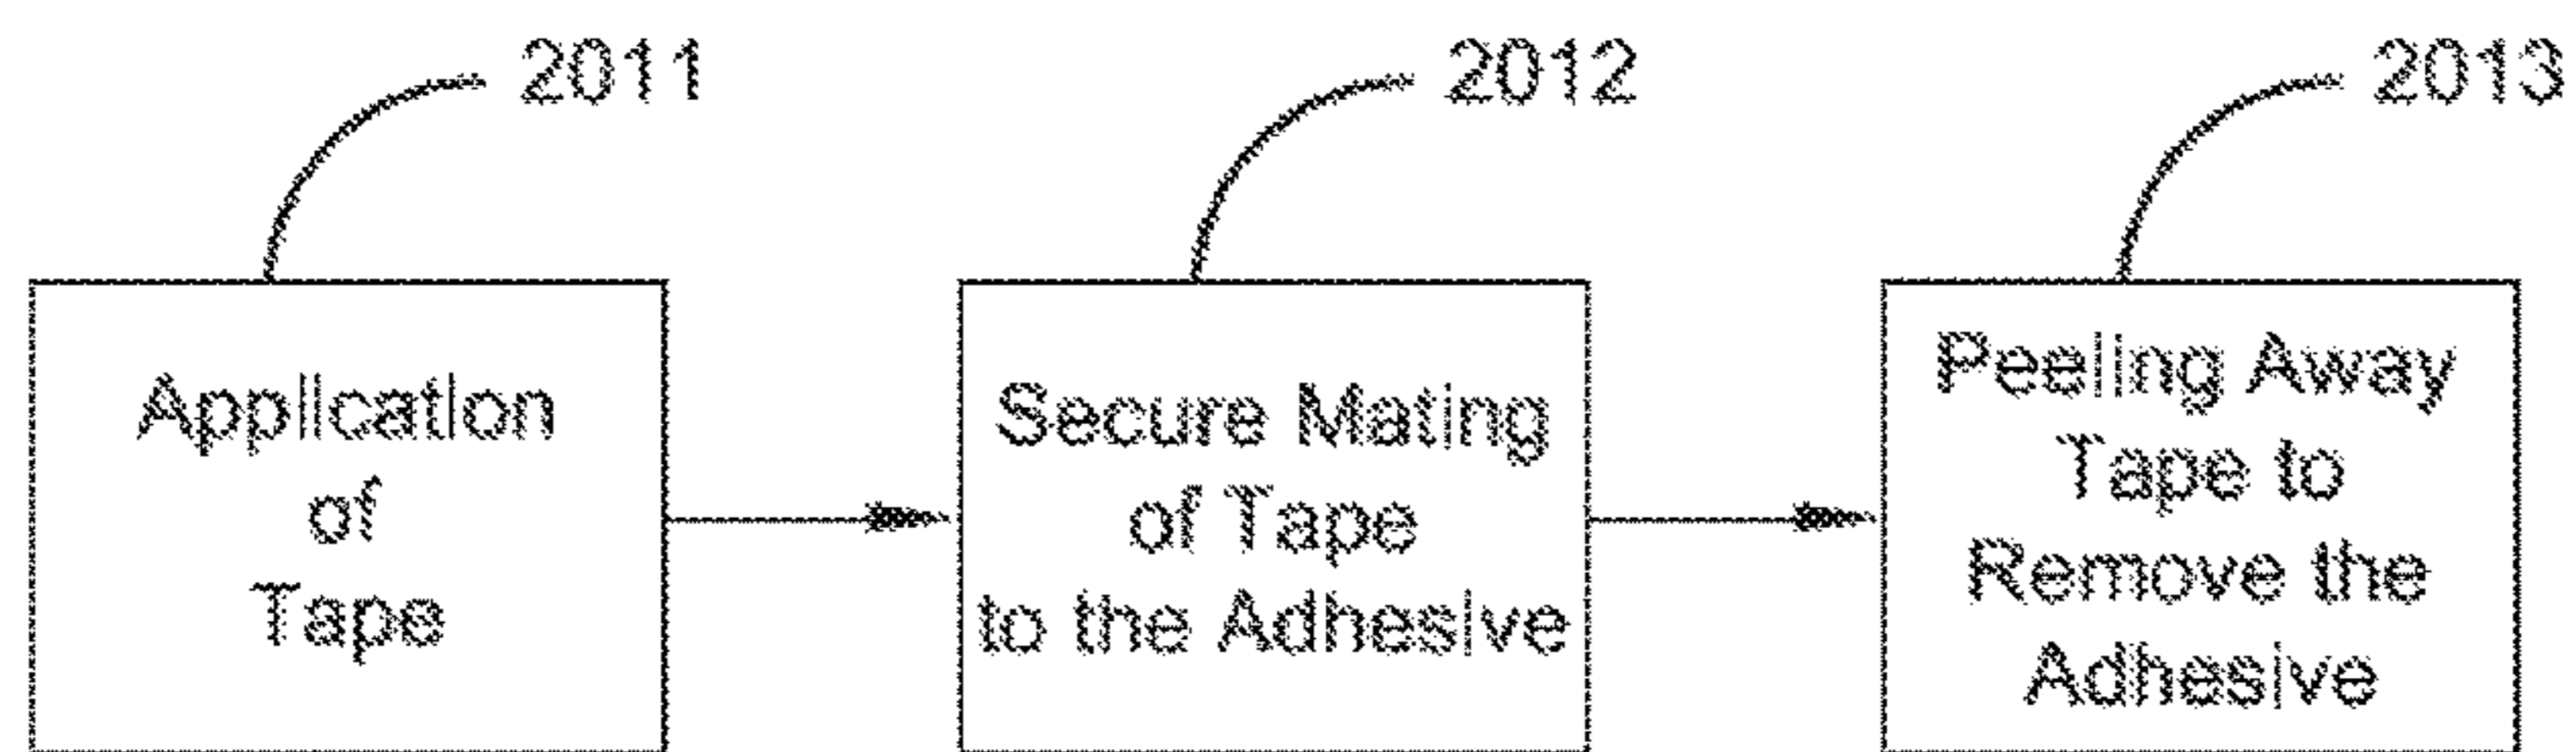 2011
2012
2013
Application
of
Tape
Secure Mating
of Tape
to the Adhesive
Peeling Away
Tape to
Remove the
Adhesive